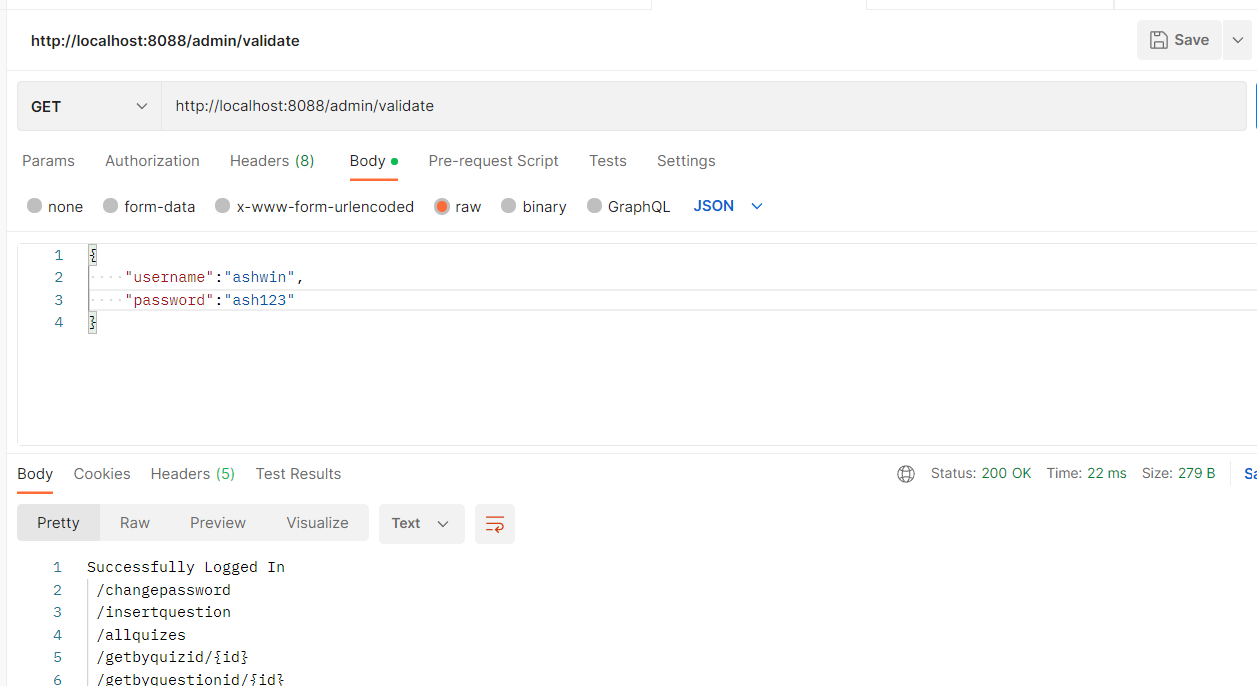 http://localhost:8088/admin/validate
Save
GET http://localhost:8088/admin/validate
Params Authorization Headers (8) Body Pre-request Script Tests Settings
none form-data x-www-form-urlencoded raw binary GraphQL JSON
1 {
2 "username":"ashwin",
3 "password":"ash123"
4 }
Body Cookies Headers (5) Test Results Status: 200 OK Time: 22 ms Size: 279 B Sa
Pretty Raw Preview Visualize Text
1 Successfully Logged In
2 /changepassword
3 /insertquestion
4 /allquizes
5 /getbyquizid/{id}
6 /getbyquestionid/{id}